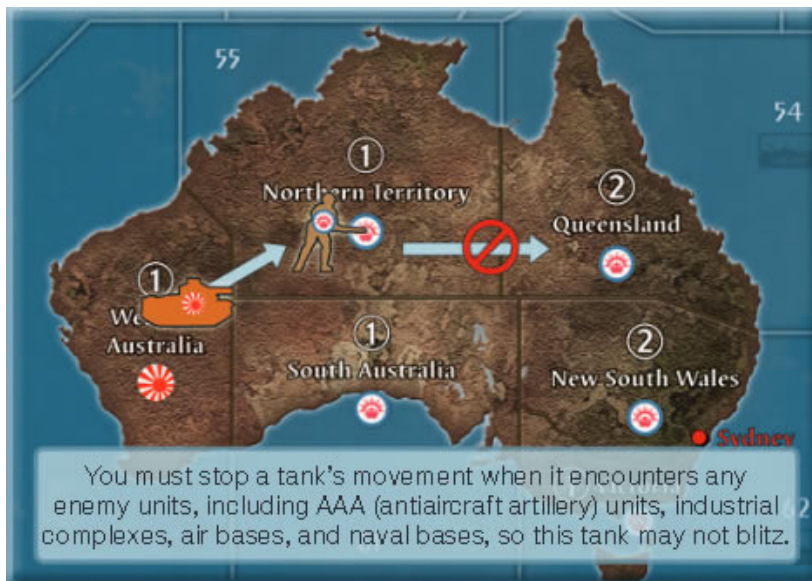 55
54
1
Northern Territory
2
Queensland
1
We
Australia
1
South Australia
2
New South Wales
Sydney
You must stop a tank's movement when it encounters any
enemy units, including AAA (antiaircraft artillery) units, industrial
complexes, air bases, and naval bases, so this tank may not blitz.